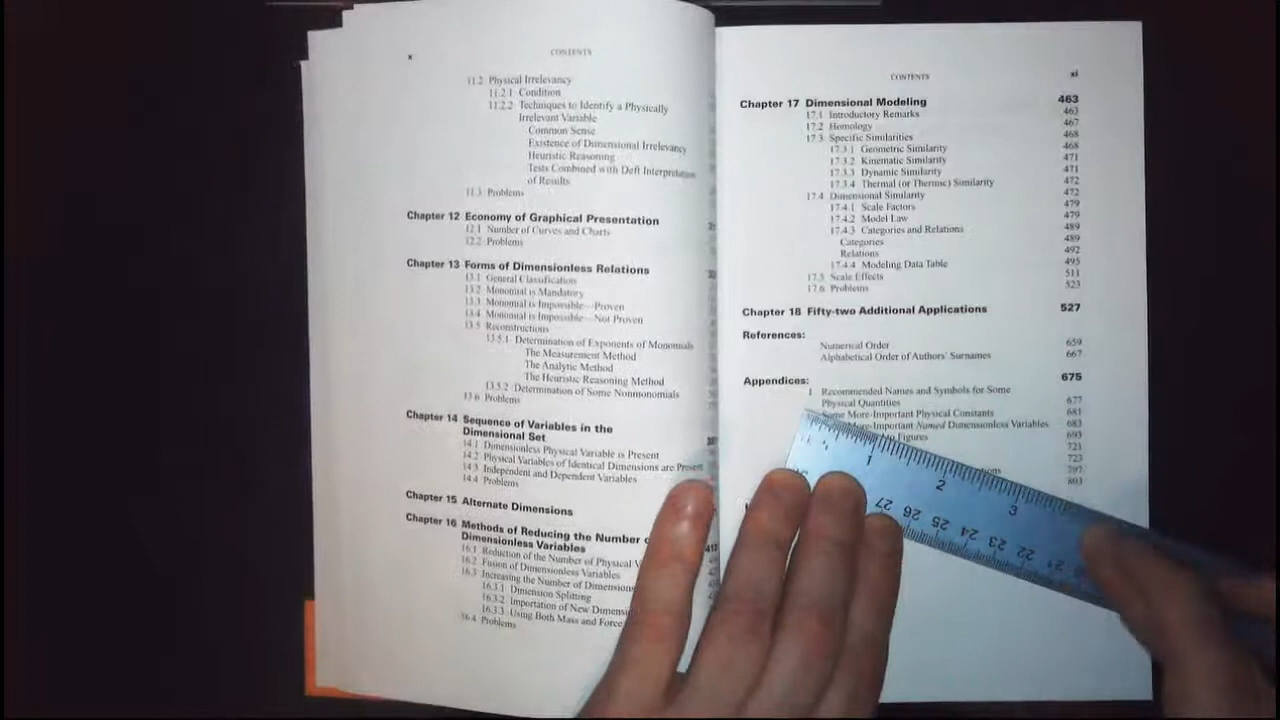 x
CONTENTS
11.2 Physical Irrelevancy
11.2.1 Condition
11.2.2 Techniques to Identify a Physically
Irrelevant Variable
Common Sense
Existence of Dimensional Irrelevancy
Heuristic Reasoning
Tests Combined with Deft Interpretation
of Results
11.3 Problems
Chapter 12 Economy of Graphical Presentation
12.1 Number of Curves and Charts
12.2 Problems
Chapter 13 Forms of Dimensionless Relations
13.1 General Classification
13.2 Monomial is Mandatory
13.3 Monomial is Impossible—Proven
13.4 Monomial is Impossible—Not Proven
13.5 Reconstructions
13.5.1 Determination of Exponents of Monomials
The Measurement Method
The Analytic Method
The Heuristic Reasoning Method
13.5.2 Determination of Some Nonmonomials
13.6 Problems
Chapter 14 Sequence of Variables in the
Dimensional Set
14.1 Dimensionless Physical Variable is Present
14.2 Physical Variables of Identical Dimensions are Present
14.3 Independent and Dependent Variables
14.4 Problems
Chapter 15 Alternate Dimensions
Chapter 16 Methods of Reducing the Number
Dimensionless Variables
16.1 Reduction of the Number of Physical
16.2 Fusion of Dimensionless Variables
16.3 Increasing the Number of Dimensions
16.3.1 Dimension Splitting
16.3.2 Importation of New
16.3.3 Using Both Mass and Force
16.4 Problems
CONTENTS
xi
Chapter 17 Dimensional Modeling 463
17.1 Introductory Remarks 463
17.2 Homology 467
17.3 Specific Similarities 468
17.3.1 Geometric Similarity 468
17.3.2 Kinematic Similarity 471
17.3.3 Dynamic Similarity 471
17.3.4 Thermal (or Thermic) Similarity 472
17.4 Dimensional Similarity 472
17.4.1 Scale Factors 479
17.4.2 Model Law 479
17.4.3 Categories and Relations 489
Categories 489
Relations 492
17.4.4 Modeling Data Table 495
17.5 Scale Effects 511
17.6 Problems 523
Chapter 18 Fifty-two Additional Applications 527
References:
Numerical Order 659
Alphabetical Order of Authors' Surnames 667
Appendices: 675
1 Recommended Names and Symbols for Some
Physical Quantities 677
Some More-Important Physical Constants 681
More-Important Named Dimensionless Variables 683
Figures 693
721
723
797
803
1 2 3
27 26 25 24 23 22 21